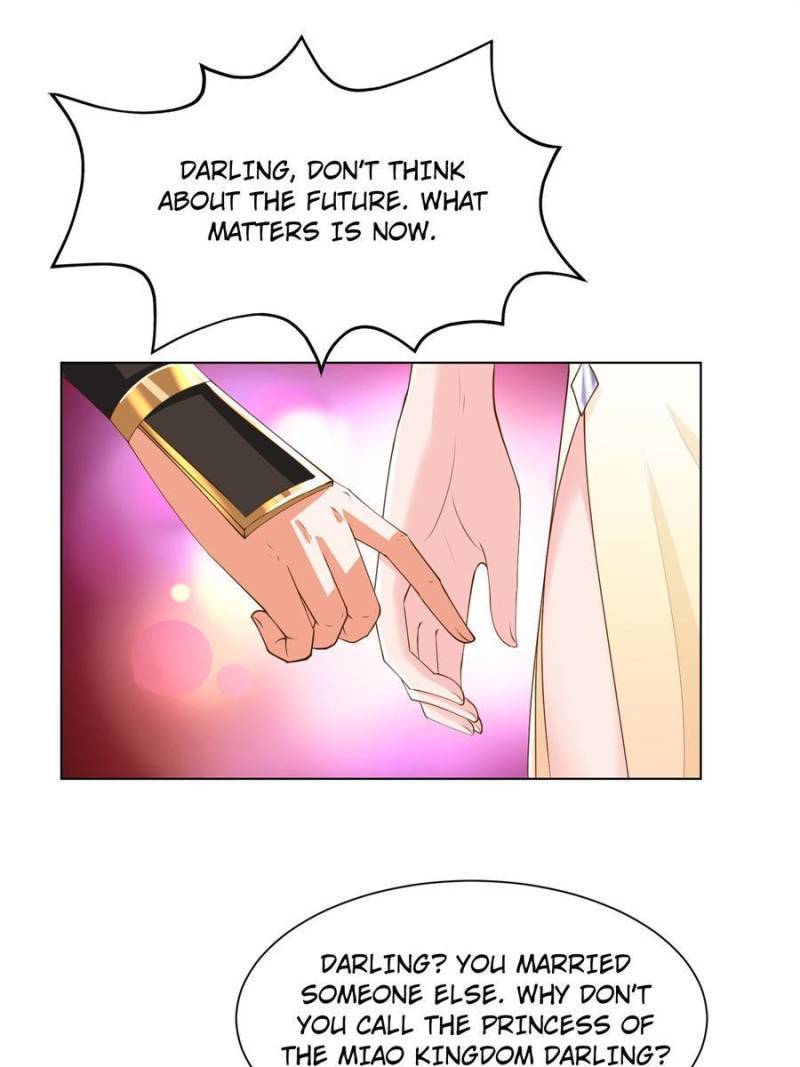 DARLING, DON'T THINK
ABOUT THE FUTURE. WHAT
MATTERS IS NOW.
DARLING? YOU MARRIED
SOMEONE ELSE. WHY DON'T
YOU CALL THE PRINCESS OF
THE MIAO KINGDOM DARLING?